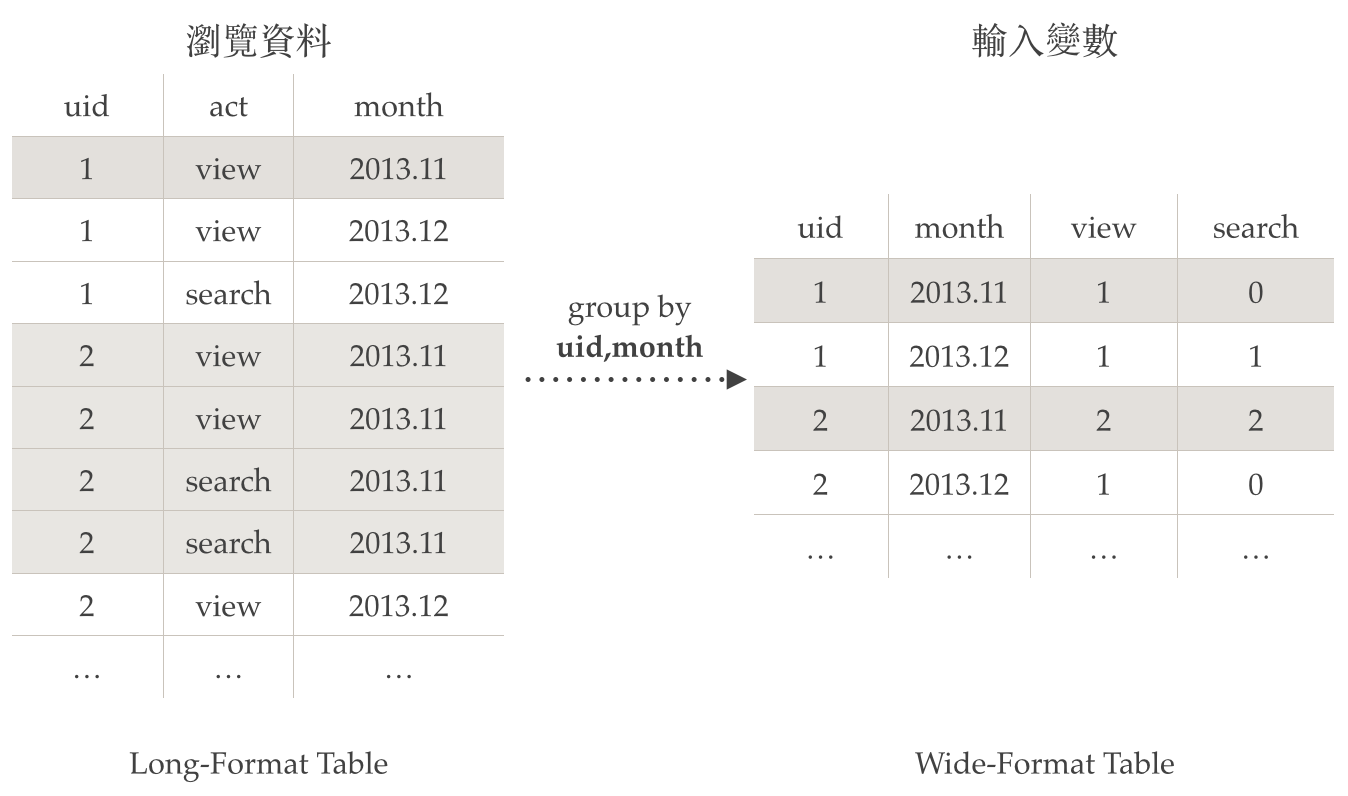 瀏覽資料
uid act month
1 view 2013.11
1 view 2013.12
1 search 2013.12
2 view 2013.11
2 view 2013.11
2 search 2013.11
2 search 2013.11
2 view 2013.12
… … …
Long-Format Table
group by
uid,month
輸入變數
uid month view search
1 2013.11 1 0
1 2013.12 1 1
2 2013.11 2 2
2 2013.12 1 0
… … … …
Wide-Format Table